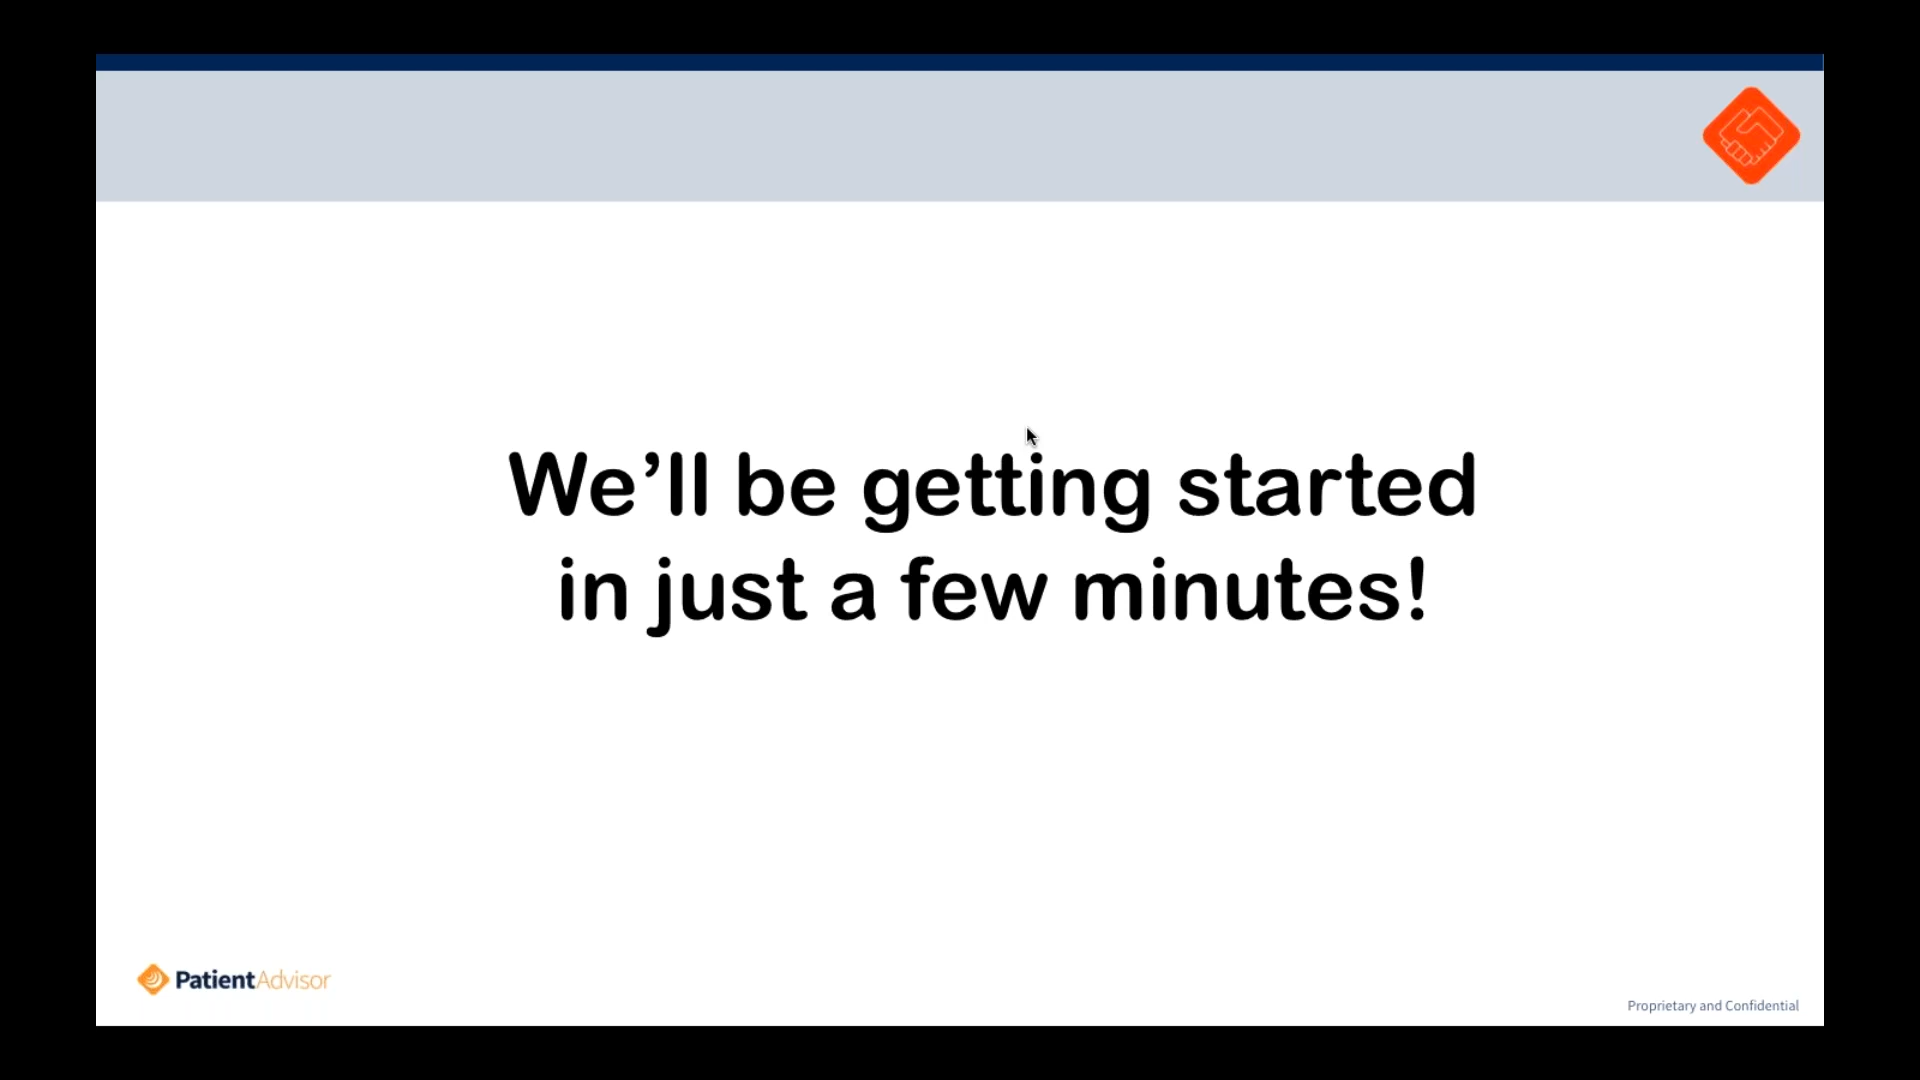 We’ll be getting started
in just a few minutes!
PatientAdvisor
Proprietary and Confidential